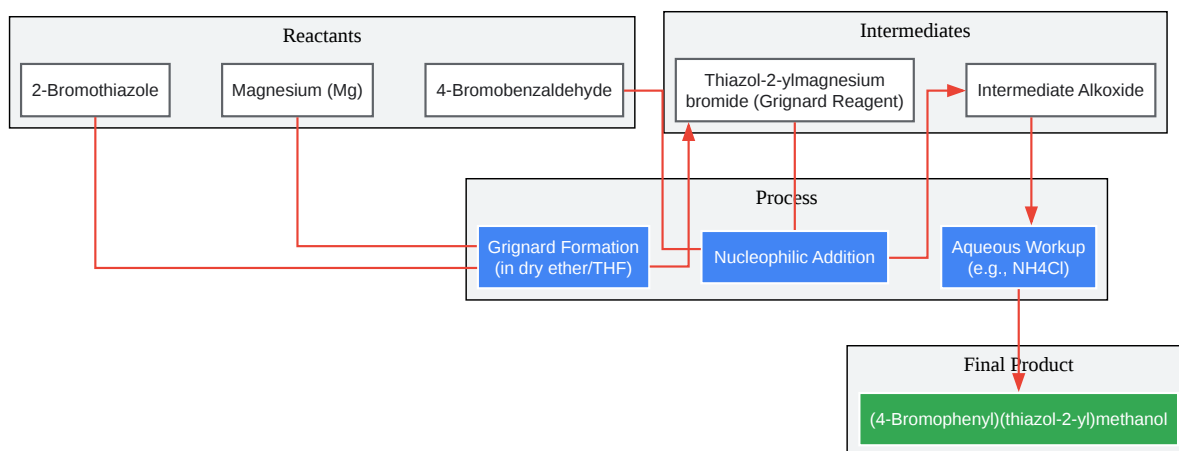 Reactants
2-Bromothiazole
Magnesium (Mg)
4-Bromobenzaldehyde
Intermediates
Thiazol-2-ylmagnesium
bromide (Grignard Reagent)
Intermediate Alkoxide
Process
Grignard Formation
(in dry ether/THF)
Nucleophilic Addition
Aqueous Workup
(e.g., NH4Cl)
Final Product
(4-Bromophenyl)(thiazol-2-yl)methanol